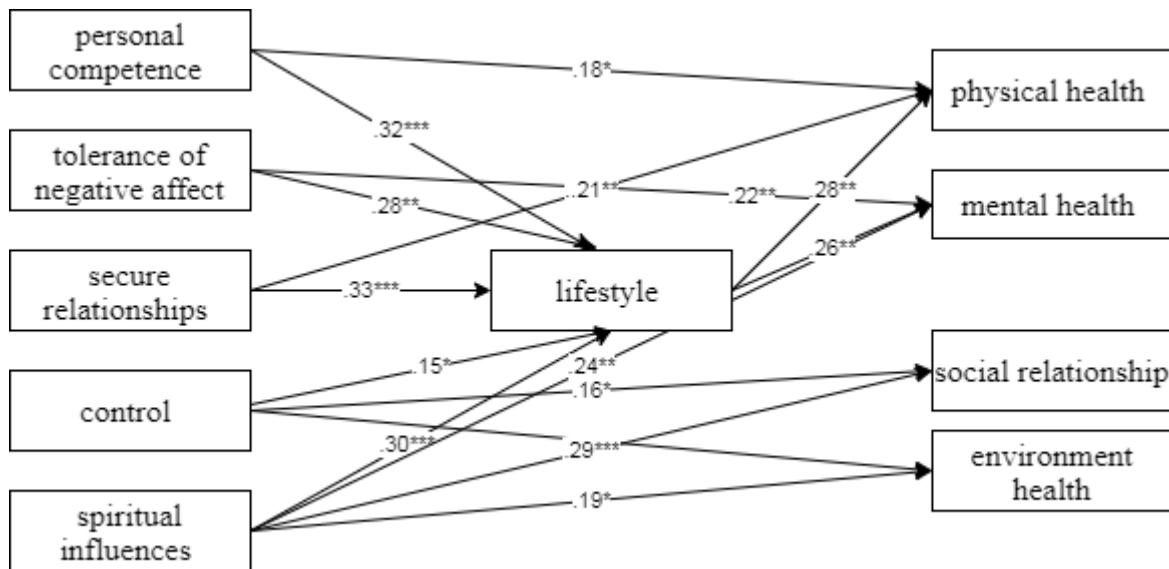 personal
competence
tolerance of
negative affect
secure
relationships
control
spiritual
influences
lifestyle
physical health
mental health
social relationship
environment
health
.18*
.32***
.28**
..21**
.22**
.28**
.26**
.33***
.15*
.24**
.16*
.30***
.29***
.19*